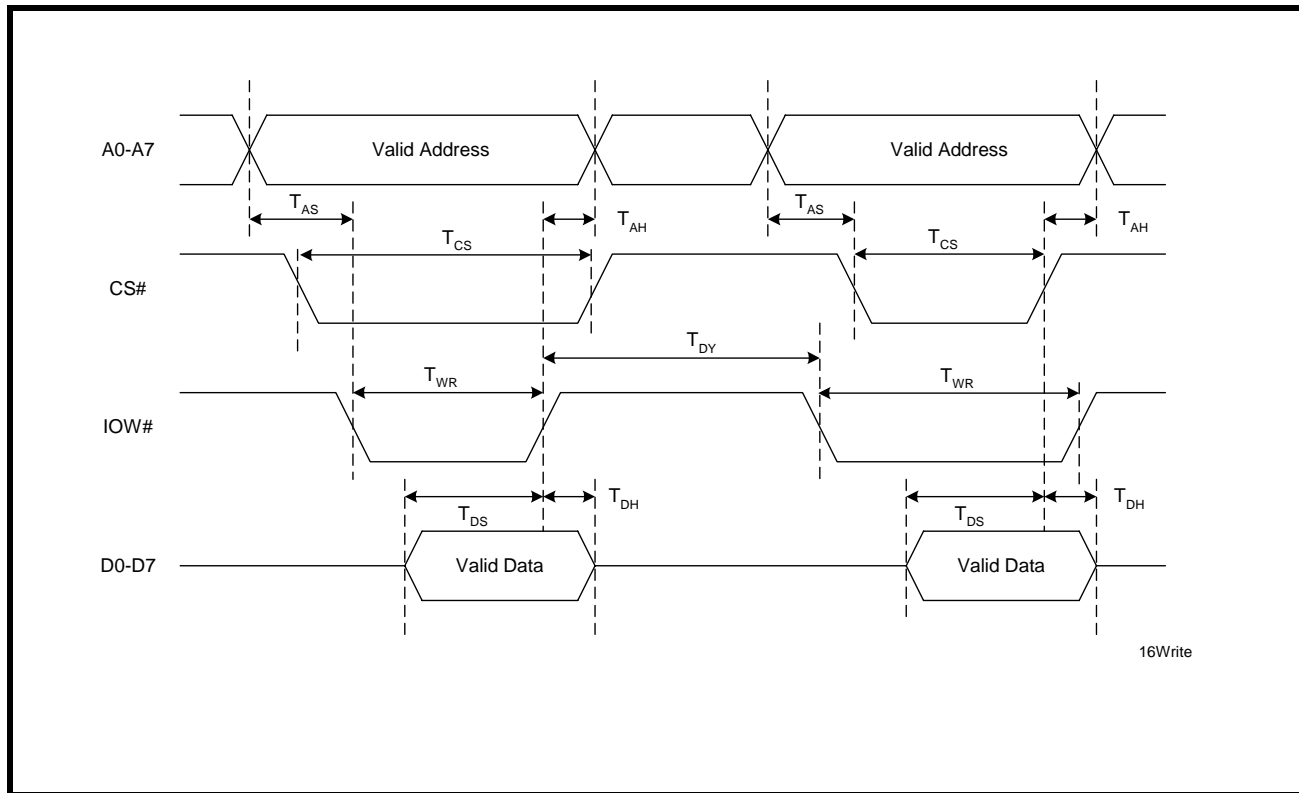 A0-A7
Valid Address
Valid Address
TAS
TAH
TAS
TAH
TCS
TCS
CS#
TDY
TWR
TWR
IOW#
TDS
TDH
TDS
TDH
D0-D7
Valid Data
Valid Data
16Write